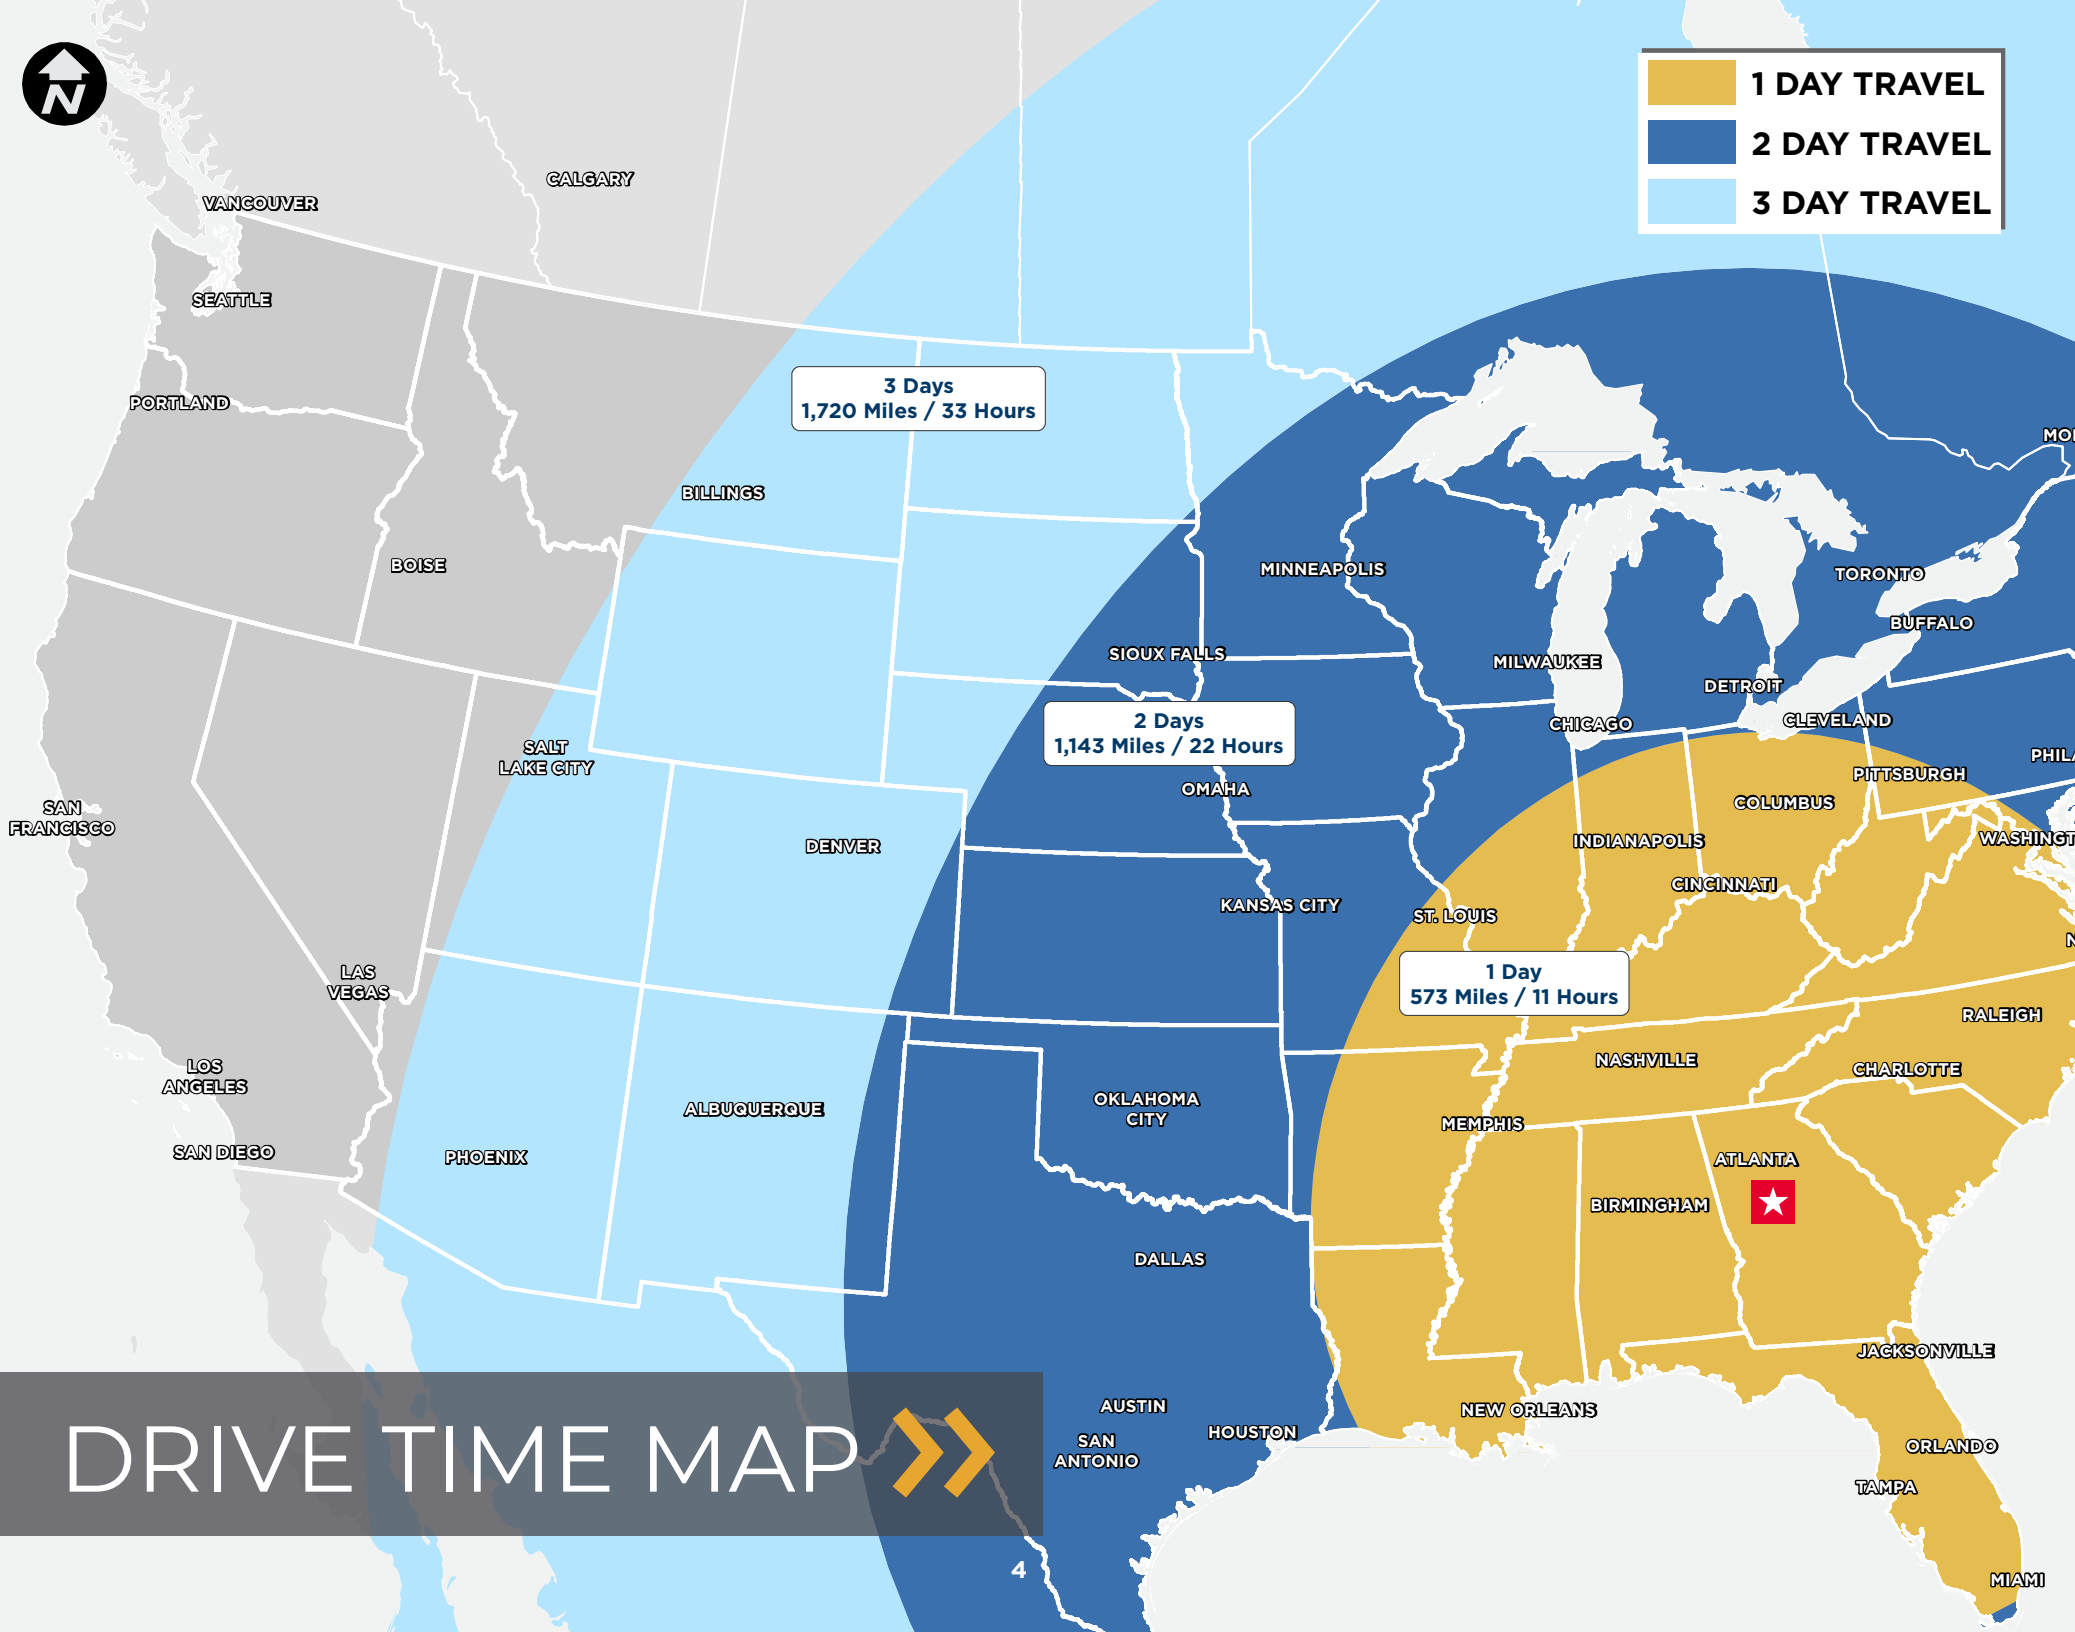 N
1 DAY TRAVEL
2 DAY TRAVEL
3 DAY TRAVEL
CALGARY
VANCOUVER
SEATTLE
PORTLAND
3 Days
1,720 Miles / 33 Hours
MO
BILLINGS
BOISE
MINNEAPOLIS
TORONTO
BUFFALO
SIOUX FALLS
MILWAUKEE
DETROIT
2 Days
1,143 Miles / 22 Hours
CHICAGO
CLEVELAND
SALT
LAKE CITY
PHILA
PITTSBURGH
OMAHA
COLUMBUS
SAN
FRANCISCO
DENVER
INDIANAPOLIS
WASHINGT
CINCINNATI
KANSAS CITY
ST. LOUIS
N
LAS
VEGAS
1 Day
573 Miles / 11 Hours
RALEIGH
LOS
ANGELES
NASHVILLE
CHARLOTTE
OKLAHOMA
CITY
ALBUQUERQUE
MEMPHIS
SAN DIEGO
PHOENIX
ATLANTA
BIRMINGHAM
DALLAS
JACKSONVILLE
AUSTIN
NEW ORLEANS
HOUSTON
SAN
ANTONIO
ORLANDO
DRIVE TIME MAP
TAMPA
4
MIAMI